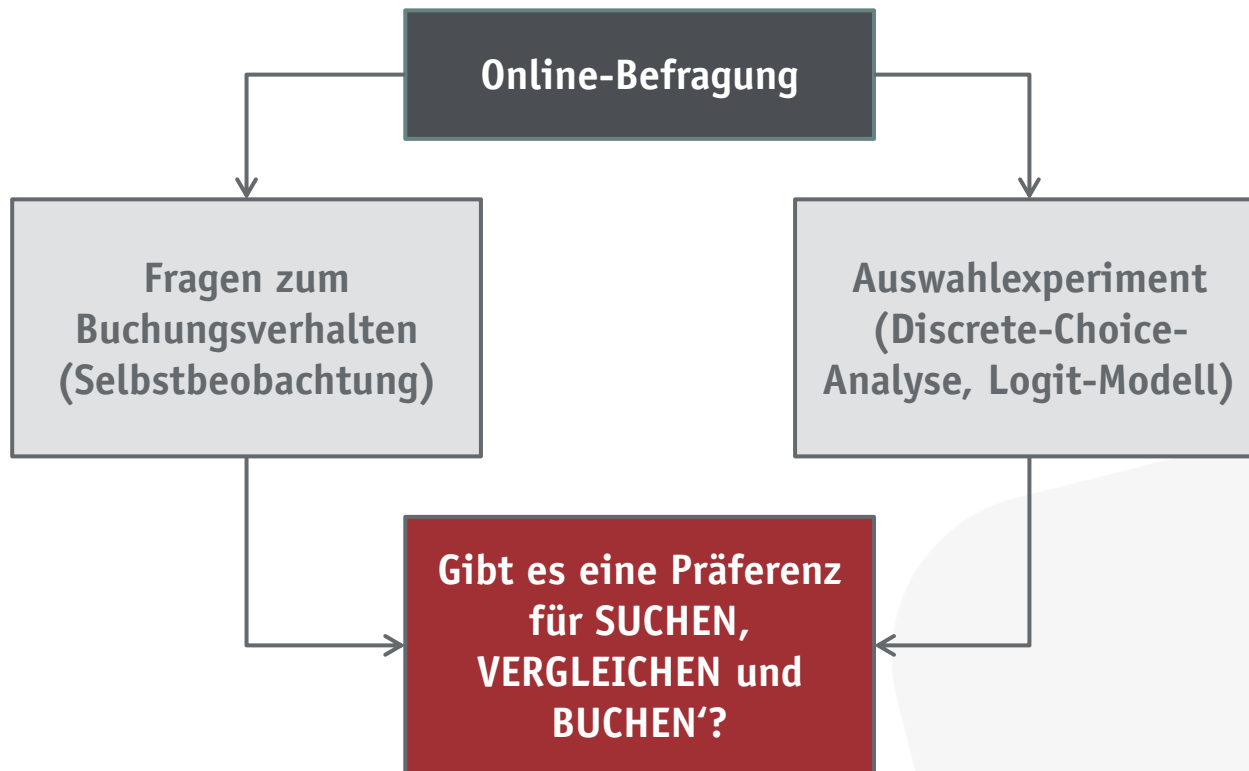 Online-Befragung
Fragen zum
Buchungsverhalten
(Selbstbeobachtung)
Auswahlexperiment
(Discrete-Choice-
Analyse, Logit-Modell)
Gibt es eine Präferenz
für SUCHEN,
VERGLEICHEN und
BUCHEN‘?